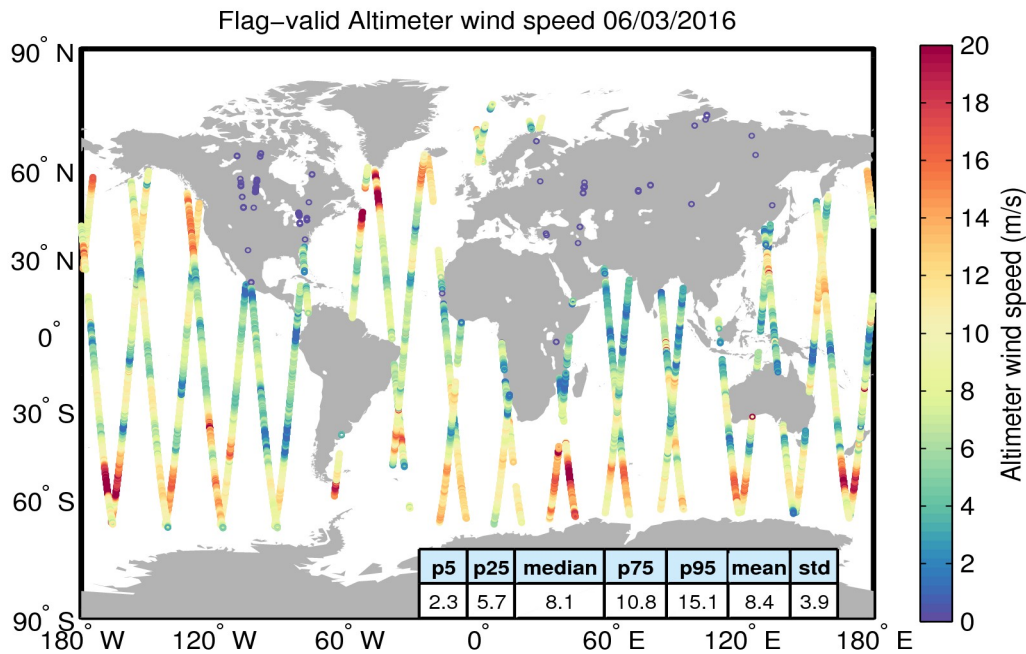 Flag−valid Altimeter wind speed 06/03/2016
90° N
60° N
30° N
0°
30° S
60° S
90° S
180° W
120° W
60° W
0°
60° E
120° E
180° E
p5 p25 median p75 p95 mean std
2.3 5.7 8.1 10.8 15.1 8.4 3.9
20
18
16
14
12
10
8
6
4
2
0
Altimeter wind speed (m/s)